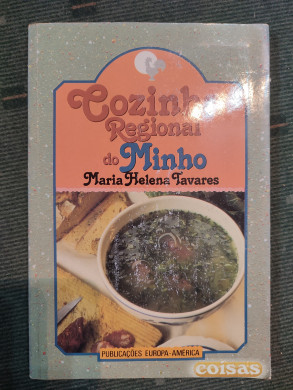 Cozinha
Regional
do Minho
Maria Helena Tavares
PUBLICAÇÕES EUROPA-AMÉRICA
coisas